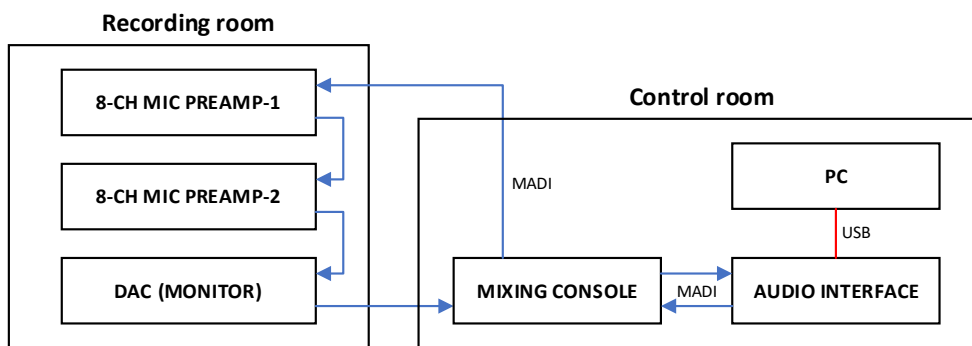 Recording room
8-CH MIC PREAMP-1
8-CH MIC PREAMP-2
DAC (MONITOR)
Control room
MADI
PC
USB
MIXING CONSOLE
MADI
AUDIO INTERFACE